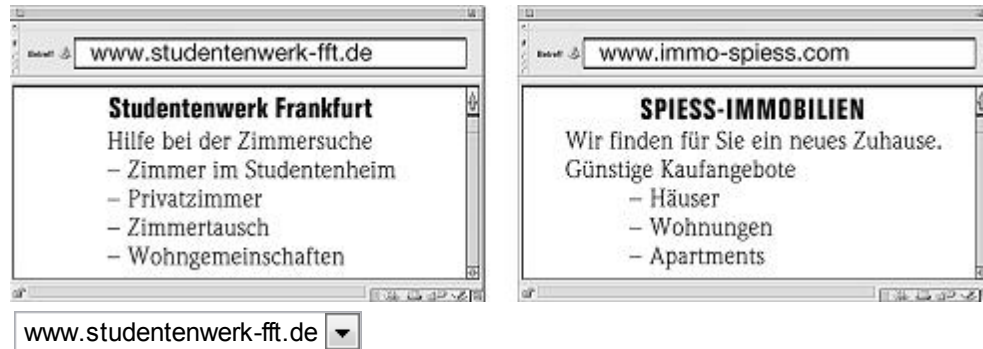 www.studentenwerk-fft.de
Studentenwerk Frankfurt
Hilfe bei der Zimmersuche
– Zimmer im Studentenheim
– Privatzimmer
– Zimmertausch
– Wohngemeinschaften
www.immo-spiess.com
SPIESS-IMMOBILIEN
Wir finden für Sie ein neues Zuhause.
Günstige Kaufangebote
– Häuser
– Wohnungen
– Apartments
www.studentenwerk-fft.de